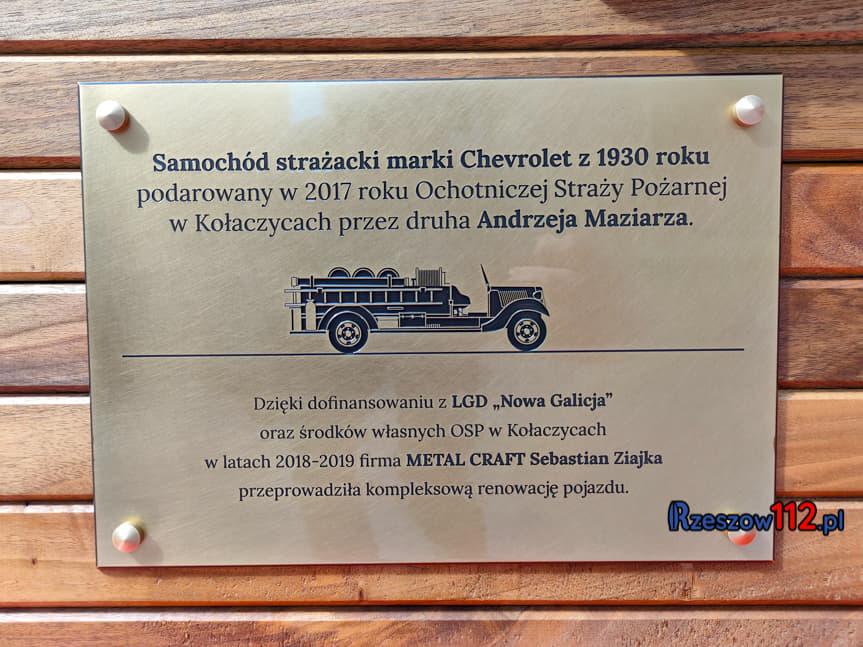 Samochód strażacki marki Chevrolet z 1930 roku
podarowany w 2017 roku Ochotniczej Straży Pożarnej
w Kołaczycach przez druha Andrzeja Maziarza.
Dzięki dofinansowaniu z LGD „Nowa Galicja”
oraz środków własnych OSP w Kołaczycach
w latach 2018-2019 firma METAL CRAFT Sebastian Ziajka
przeprowadziła kompleksową renowację pojazdu.
Rzeszow112.pl